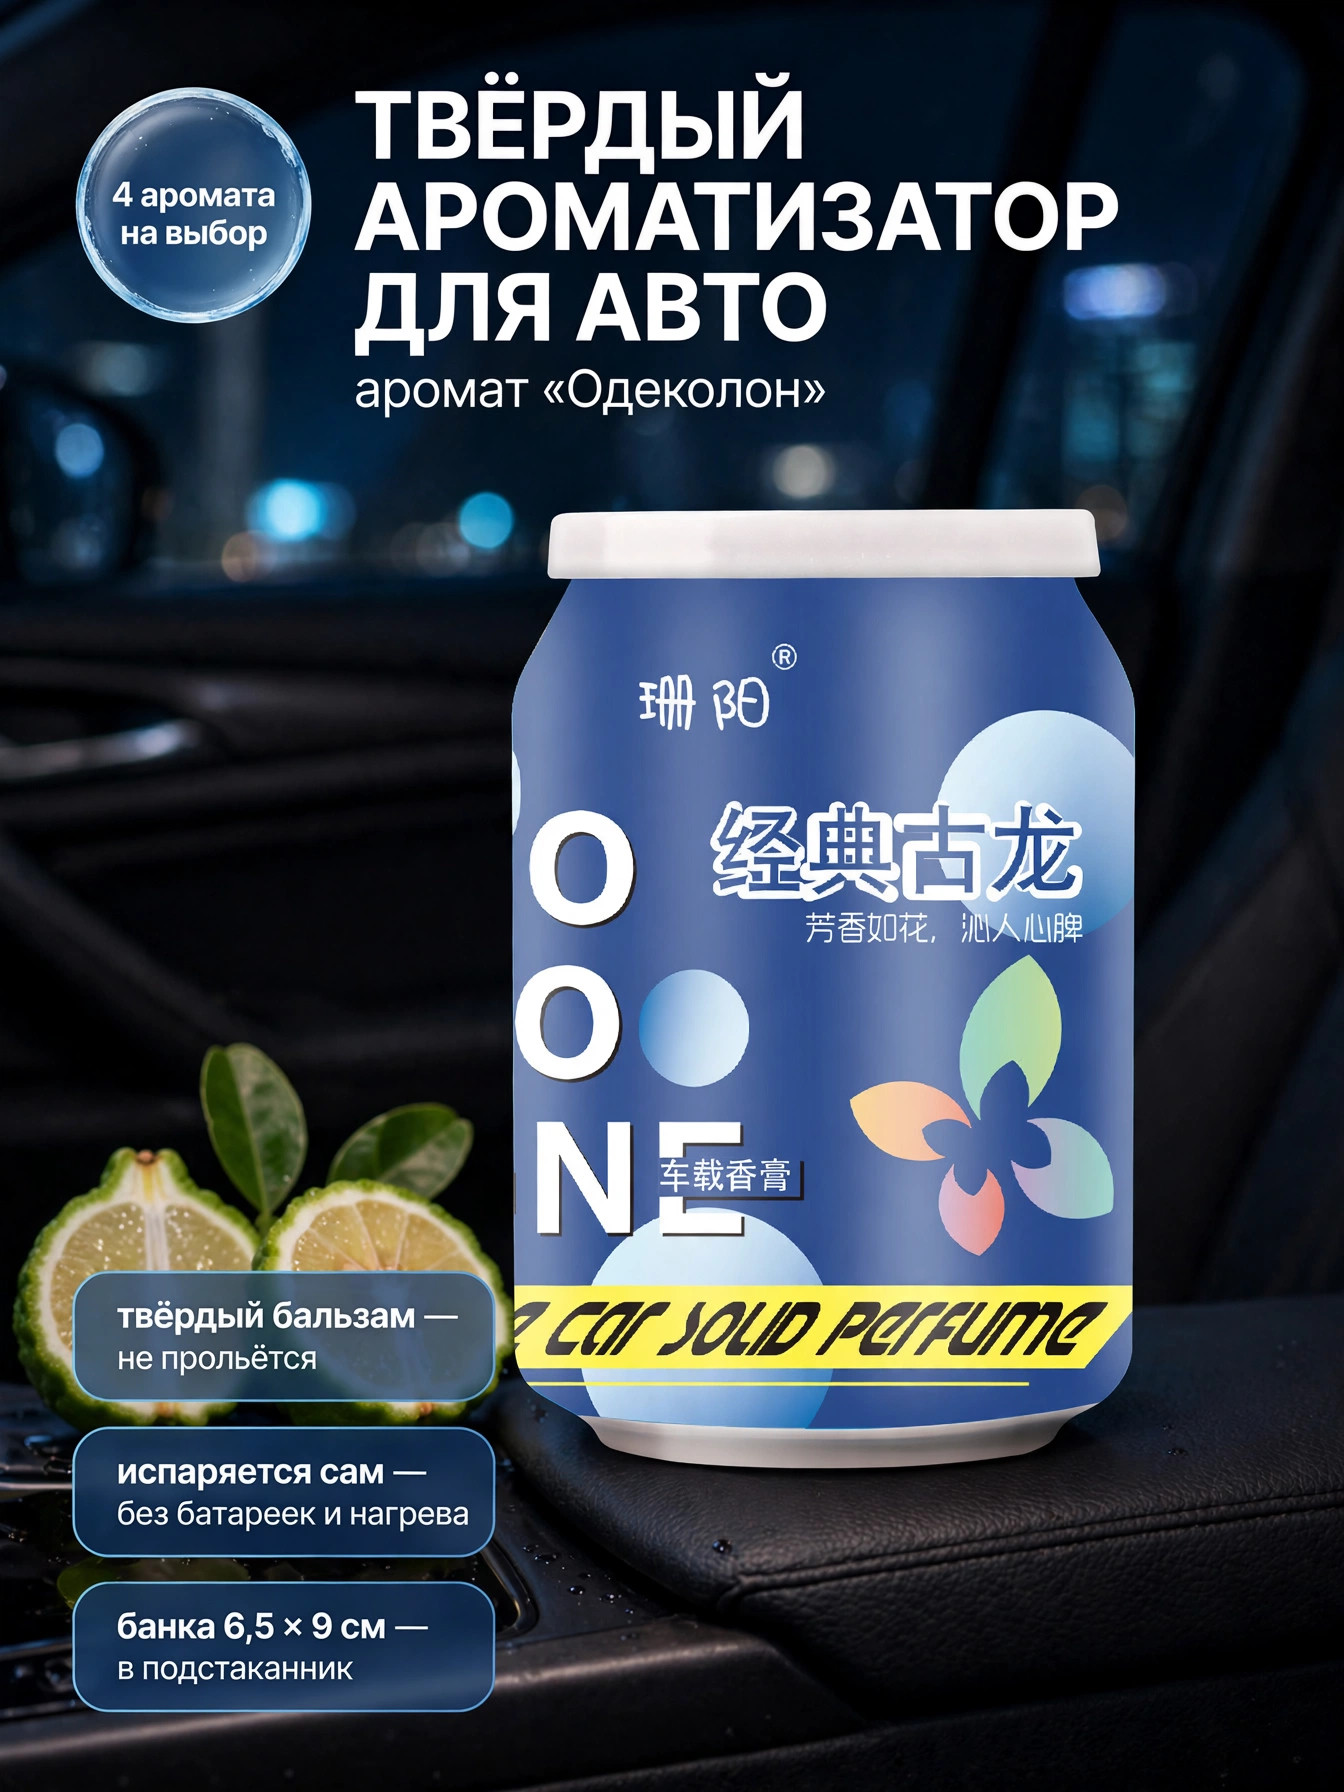 4 аромата
на выбор
ТВЁРДЫЙ
АРОМАТИЗАТОР
ДЛЯ АВТО
аромат «Одеколон»
珊阳®
经典古龙
芳香如花，沁人心脾
O
O
NE
车载香膏
e car solid perfume
твёрдый бальзам —
не прольётся
испаряется сам —
без батареек и нагрева
банка 6,5 × 9 см —
в подстаканник